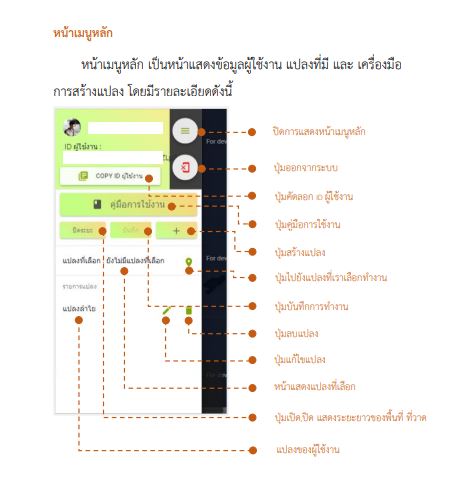 หน้าเมนูหลัก
หน้าเมนูหลัก เป็นหน้าแสดงข้อมูลผู้ใช้งาน แปลงที่มี และ เครื่องมือ
การสร้างแปลง โดยมีรายละเอียดดังนี้
ปิดการแสดงหน้าเมนูหลัก
For dev
ID ผู้ใช้งาน :
ปุ่มออกจากระบบ
COPY ID ผู้ใช้งาน
ปุ่มคัดลอก ID ผู้ใช้งาน
คู่มือการใช้งาน
ปุ่มคู่มือการใช้งาน
ปิดระยะ
บันทึก
+
ปุ่มสร้างแปลง
แปลงที่เลือก
ยังไม่มีแปลงที่เลือก
For dev
ปุ่มไปยังแปลงที่เราเลือกทำงาน
รายการแปลง
ปุ่มบันทึกการทำงาน
แปลงลำไย
ปุ่มลบแปลง
ปุ่มแก้ไขแปลง
หน้าแสดงแปลงที่เลือก
ปุ่มเปิด,ปิด แสดงระยะยาวของพื้นที่ ที่วาด
แปลงของผู้ใช้งาน